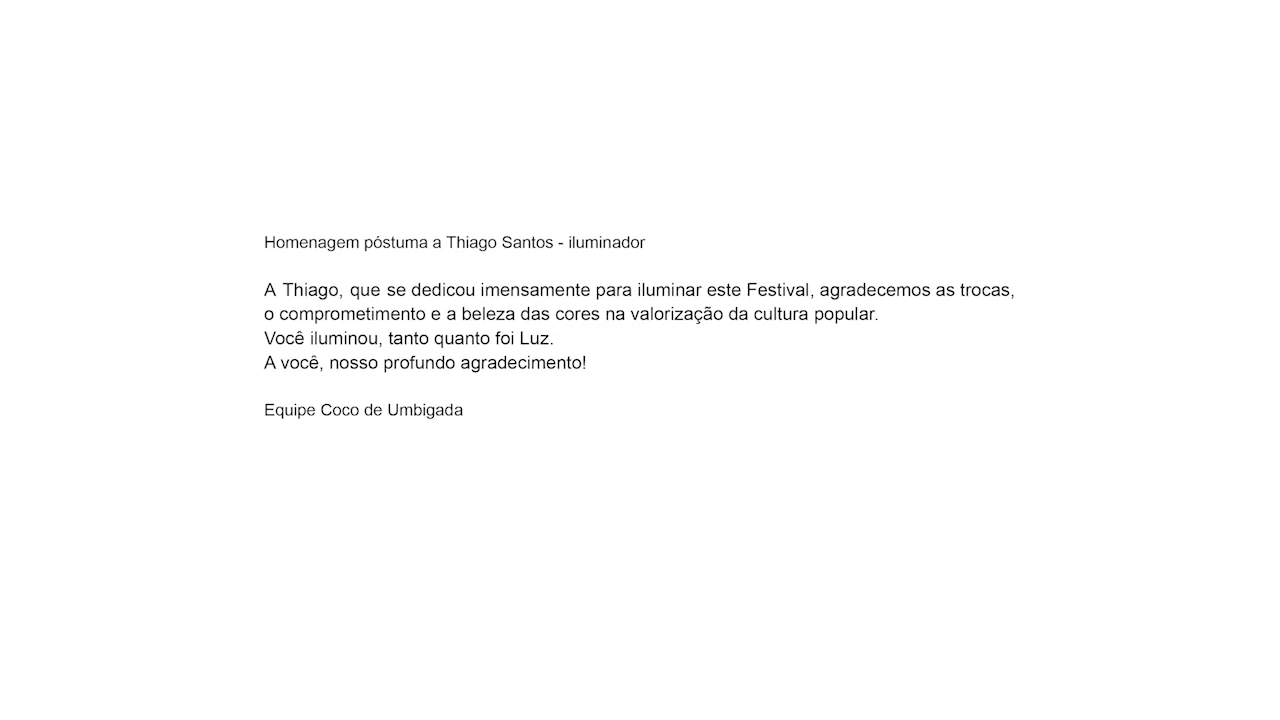 Homenagem póstuma a Thiago Santos - iluminador
A Thiago, que se dedicou imensamente para iluminar este Festival, agradecemos as trocas,
o comprometimento e a beleza das cores na valorização da cultura popular.
Você iluminou, tanto quanto foi Luz.
A você, nosso profundo agradecimento!
Equipe Coco de Umbigada